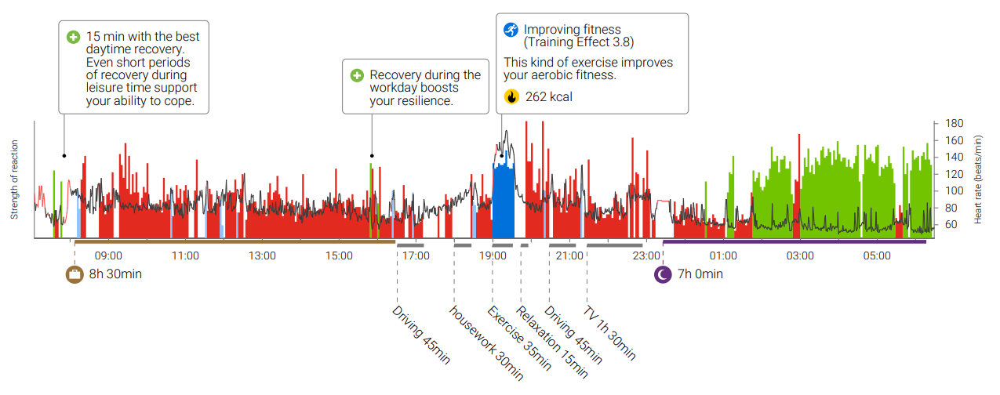 15 min with the best
daytime recovery.
Even short periods
of recovery during
leisure time support
your ability to cope.
Recovery during the
workday boosts
your resilience.
Improving fitness
(Training Effect 3.8)
This kind of exercise improves
your aerobic fitness.
262 kcal
Strength of reaction
180
160
140
120
100
80
60
Heart rate (beats/min)
09:00 11:00 13:00 15:00 17:00 19:00 21:00 23:00 01:00 03:00 05:00
8h 30min
7h 0min
Driving 45min
housework 30min
Exercise 35min
Relaxation 15min
Driving 45min
TV 1h 30min